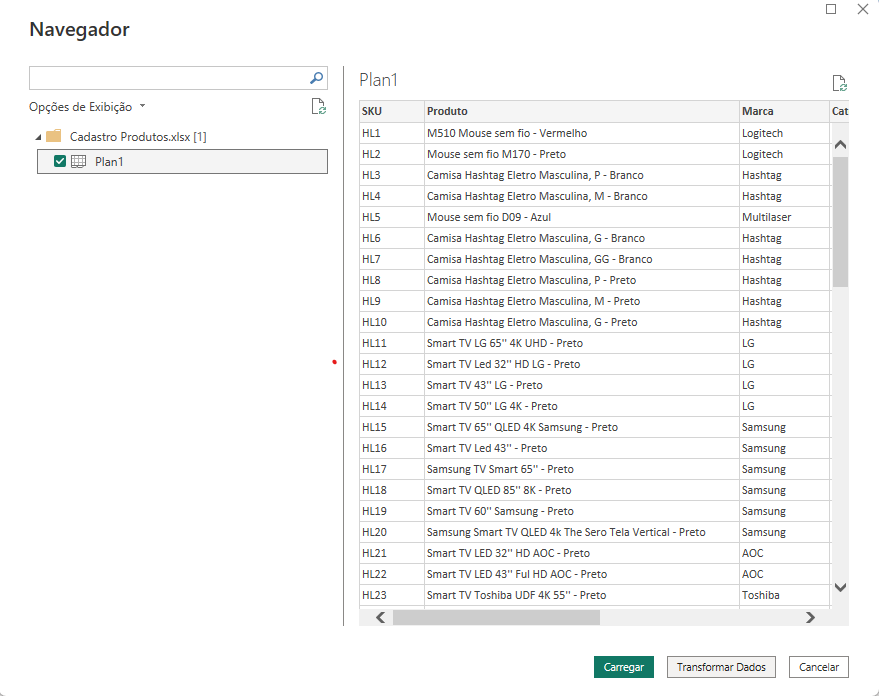 Navegador
Opções de Exibição
Cadastro Produtos.xlsx [1]
Plan1
Plan1
SKU Produto Marca Cat
HL1 M510 Mouse sem fio - Vermelho Logitech
HL2 Mouse sem fio M170 - Preto Logitech
HL3 Camisa Hashtag Eletro Masculina, P - Branco Hashtag
HL4 Camisa Hashtag Eletro Masculina, M - Branco Hashtag
HL5 Mouse sem fio D09 - Azul Multilaser
HL6 Camisa Hashtag Eletro Masculina, G - Branco Hashtag
HL7 Camisa Hashtag Eletro Masculina, GG - Branco Hashtag
HL8 Camisa Hashtag Eletro Masculina, P - Preto Hashtag
HL9 Camisa Hashtag Eletro Masculina, M - Preto Hashtag
HL10 Camisa Hashtag Eletro Masculina, G - Preto Hashtag
HL11 Smart TV LG 65'' 4K UHD - Preto LG
HL12 Smart TV Led 32'' HD LG - Preto LG
HL13 Smart TV 43'' LG - Preto LG
HL14 Smart TV 50'' LG 4K - Preto LG
HL15 Smart TV 65'' QLED 4K Samsung - Preto Samsung
HL16 Smart TV Led 43'' - Preto Samsung
HL17 Samsung TV Smart 65'' - Preto Samsung
HL18 Smart TV QLED 85'' 8K - Preto Samsung
HL19 Smart TV 60'' Samsung - Preto Samsung
HL20 Samsung Smart TV QLED 4k The Sero Tela Vertical - Preto Samsung
HL21 Smart TV LED 32'' HD AOC - Preto AOC
HL22 Smart TV LED 43'' Ful HD AOC - Preto AOC
HL23 Smart TV Toshiba UDF 4K 55'' - Preto Toshiba
Carregar Transformar Dados Cancelar